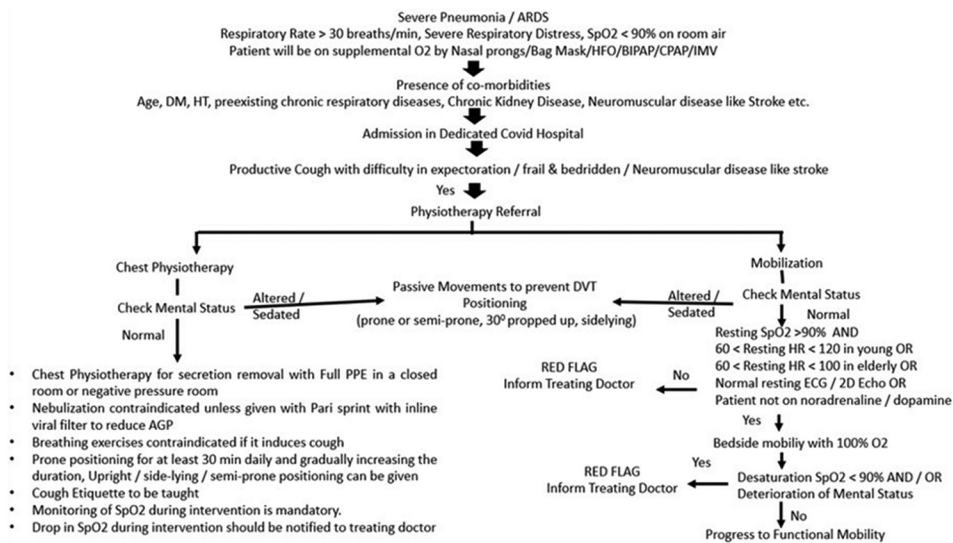 Severe Pneumonia / ARDS
Respiratory Rate > 30 breaths/min, Severe Respiratory Distress, SpO2 < 90% on room air
Patient will be on supplemental O2 by Nasal prongs/Bag Mask/HFO/BIPAP/CPAP/IMV
Presence of co-morbidities
Age, DM, HT, preexisting chronic respiratory diseases, Chronic Kidney Disease, Neuromuscular disease like Stroke etc.
Admission in Dedicated Covid Hospital
Productive Cough with difficulty in expectoration / frail & bedridden / Neuromuscular disease like stroke
Yes
Physiotherapy Referral
Chest Physiotherapy
Check Mental Status
Altered /
Sedated
Normal
• Chest Physiotherapy for secretion removal with Full PPE in a closed
room or negative pressure room
• Nebulization contraindicated unless given with Pari sprint with inline
viral filter to reduce AGP
• Breathing exercises contraindicated if it induces cough
• Prone positioning for at least 30 min daily and gradually increasing the
duration, Upright / side-lying / semi-prone positioning can be given
• Cough Etiquette to be taught
• Monitoring of SpO2 during intervention is mandatory.
• Drop in SpO2 during intervention should be notified to treating doctor
Passive Movements to prevent DVT
Positioning
(prone or semi-prone, 30⁰ propped up, sidelying)
Mobilization
Check Mental Status
Altered /
Sedated
Normal
Resting SpO2 >90% AND
60 < Resting HR < 120 in young OR
60 < Resting HR < 100 in elderly OR
Normal resting ECG / 2D Echo OR
Patient not on noradrenaline / dopamine
No
RED FLAG
Inform Treating Doctor
Yes
Bedside mobiliy with 100% O2
Desaturation SpO2 < 90% AND / OR
Deterioration of Mental Status
Yes
RED FLAG
Inform Treating Doctor
No
Progress to Functional Mobility